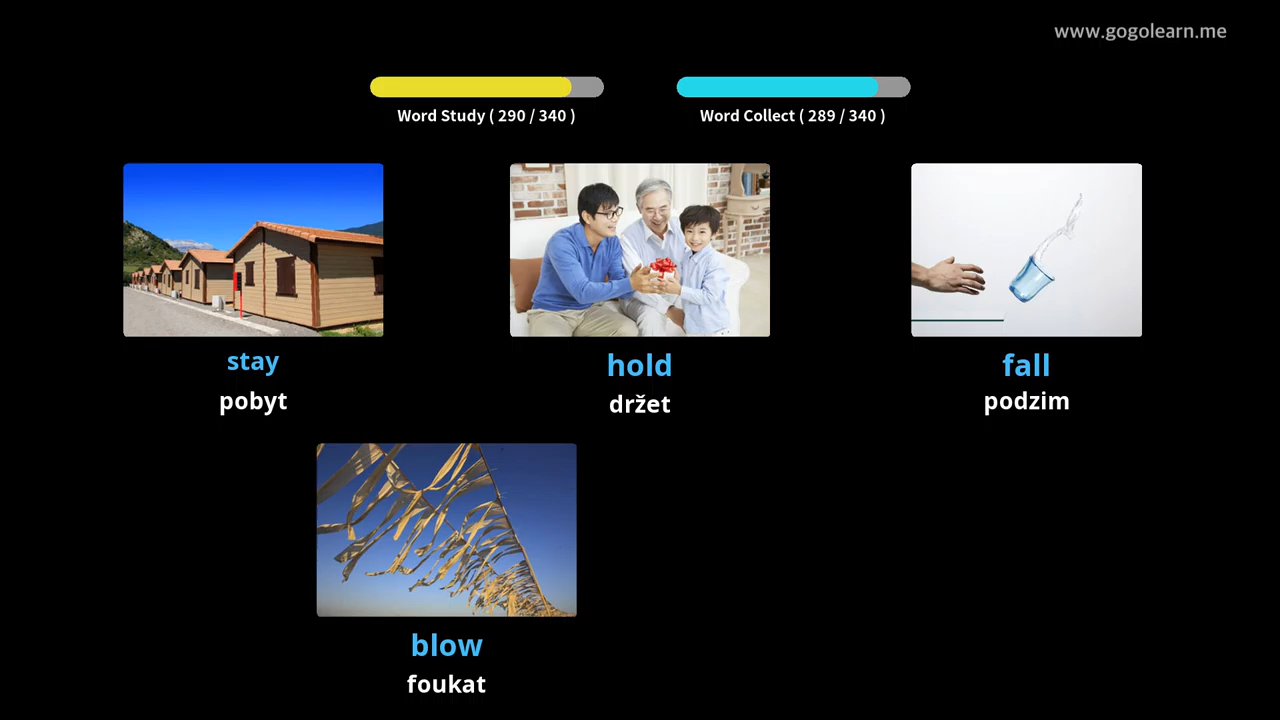 www.gogolearn.me
Word Study ( 290 / 340 )
Word Collect ( 289 / 340 )
stay
pobyt
hold
držet
fall
podzim
blow
foukat